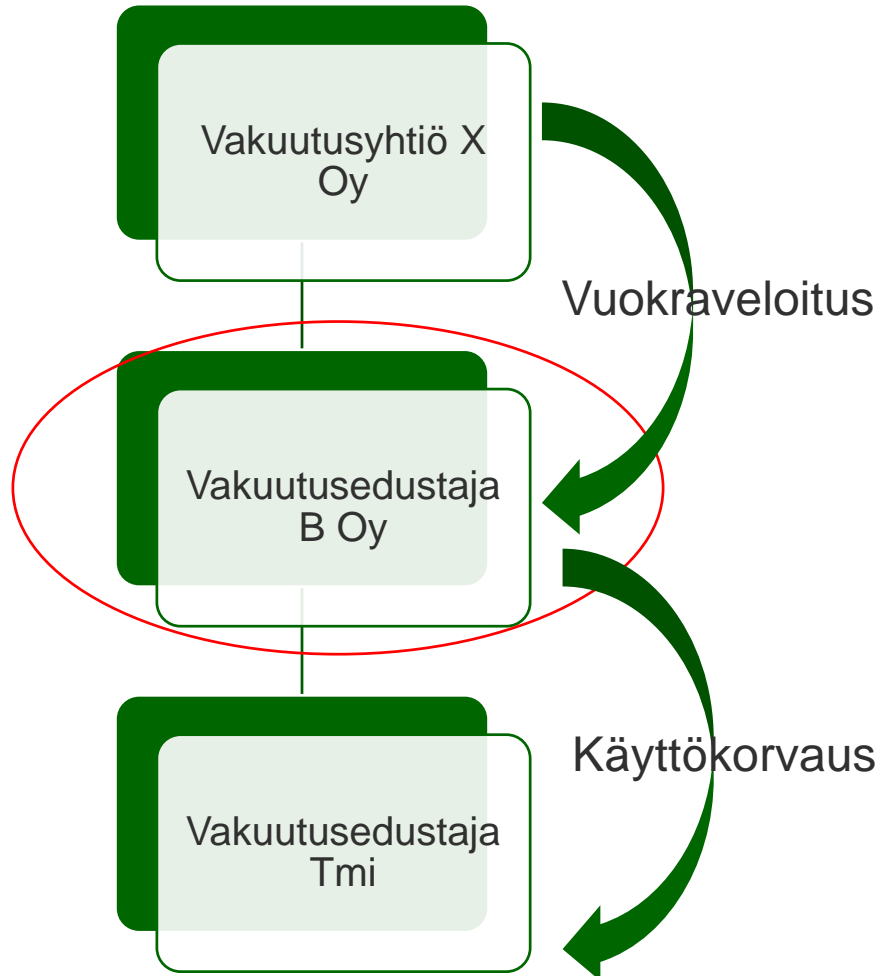 Vakuutusyhtiö X
Oy
Vuokraveloitus
Vakuutusedustaja
B Oy
Käyttökorvaus
Vakuutusedustaja
Tmi